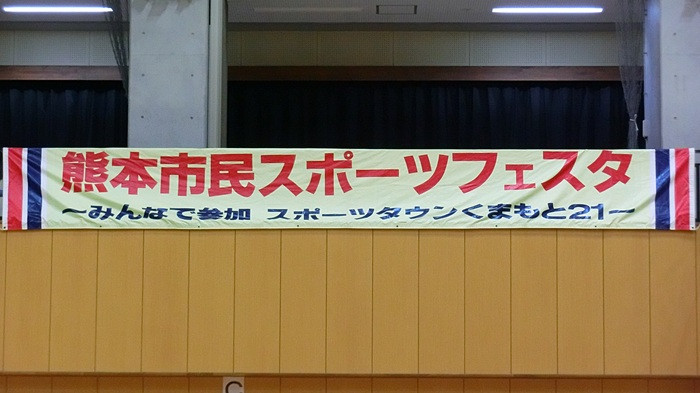 熊本市民スポーツフェスタ
～みんなで参加 スポーツタウンくまもと21～
C